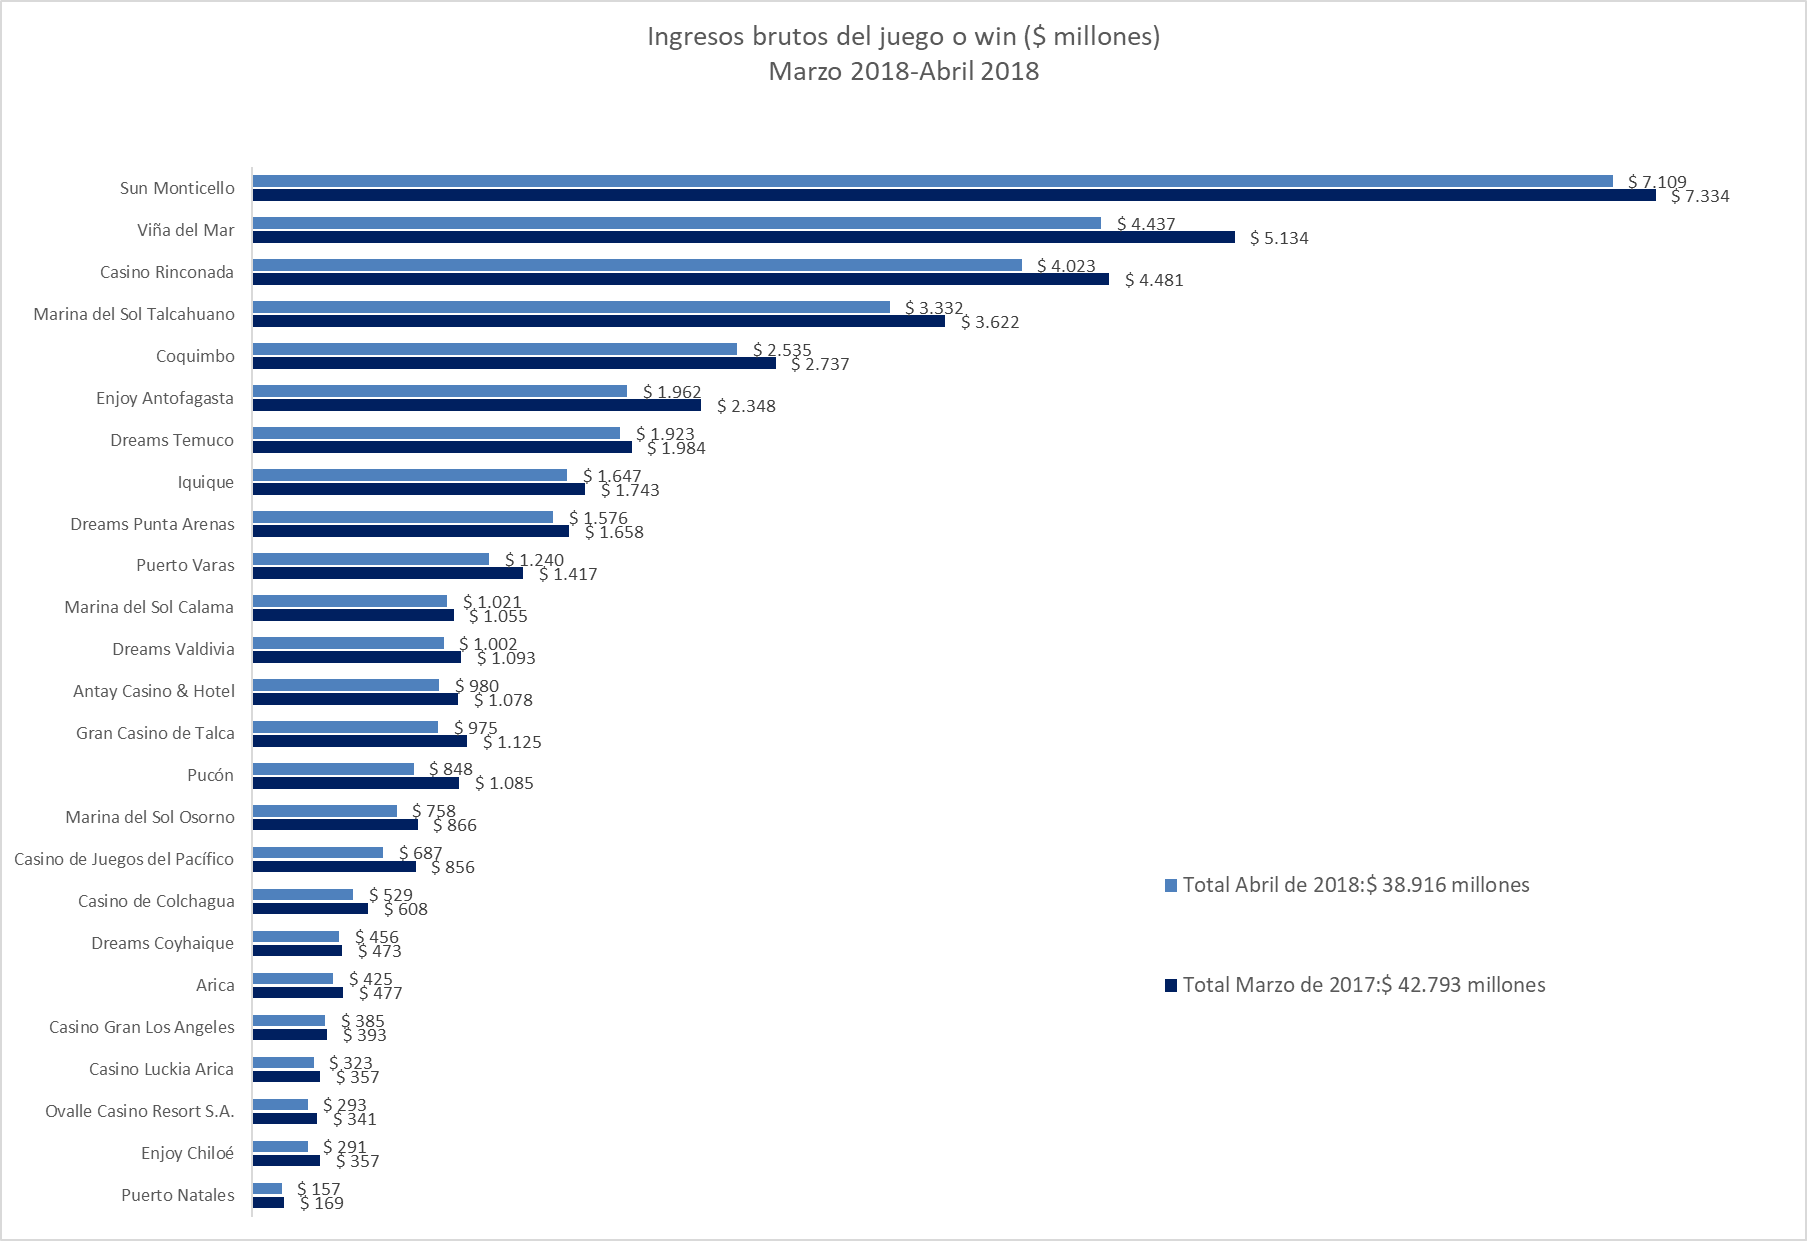 Ingresos brutos del juego o win ($ millones)
Marzo 2018-Abril 2018
Sun Monticello
$ 7.109
$ 7.334
Viña del Mar
$ 4.437
$ 5.134
Casino Rinconada
$ 4.023
$ 4.481
Marina del Sol Talcahuano
$ 3.332
$ 3.622
Coquimbo
$ 2.535
$ 2.737
Enjoy Antofagasta
$ 1.962
$ 2.348
Dreams Temuco
$ 1.923
$ 1.984
Iquique
$ 1.647
$ 1.743
Dreams Punta Arenas
$ 1.576
$ 1.658
Puerto Varas
$ 1.240
$ 1.417
Marina del Sol Calama
$ 1.021
$ 1.055
Dreams Valdivia
$ 1.002
$ 1.093
Antay Casino & Hotel
$ 980
$ 1.078
Gran Casino de Talca
$ 975
$ 1.125
Pucón
$ 848
$ 1.085
Marina del Sol Osorno
$ 758
$ 866
Casino de Juegos del Pacífico
$ 687
$ 856
Casino de Colchagua
$ 529
$ 608
Dreams Coyhaique
$ 456
$ 473
Arica
$ 425
$ 477
Casino Gran Los Angeles
$ 385
$ 393
Casino Luckia Arica
$ 323
$ 357
Ovalle Casino Resort S.A.
$ 293
$ 341
Enjoy Chiloé
$ 291
$ 357
Puerto Natales
$ 157
$ 169
Total Abril de 2018:$ 38.916 millones
Total Marzo de 2017:$ 42.793 millones